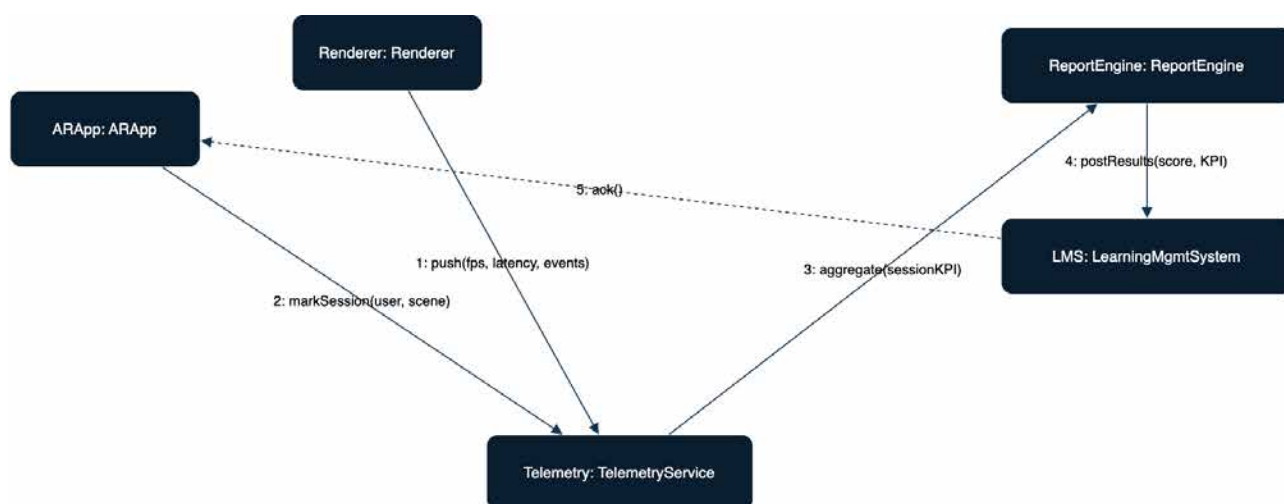 Renderer: Renderer
ReportEngine: ReportEngine
ARApp: ARApp
4: postResults(score, KPI)
5: ack()
LMS: LearningMgmtSystem
1: push(fps, latency, events)
3: aggregate(sessionKPI)
2: markSession(user, scene)
Telemetry: TelemetryService